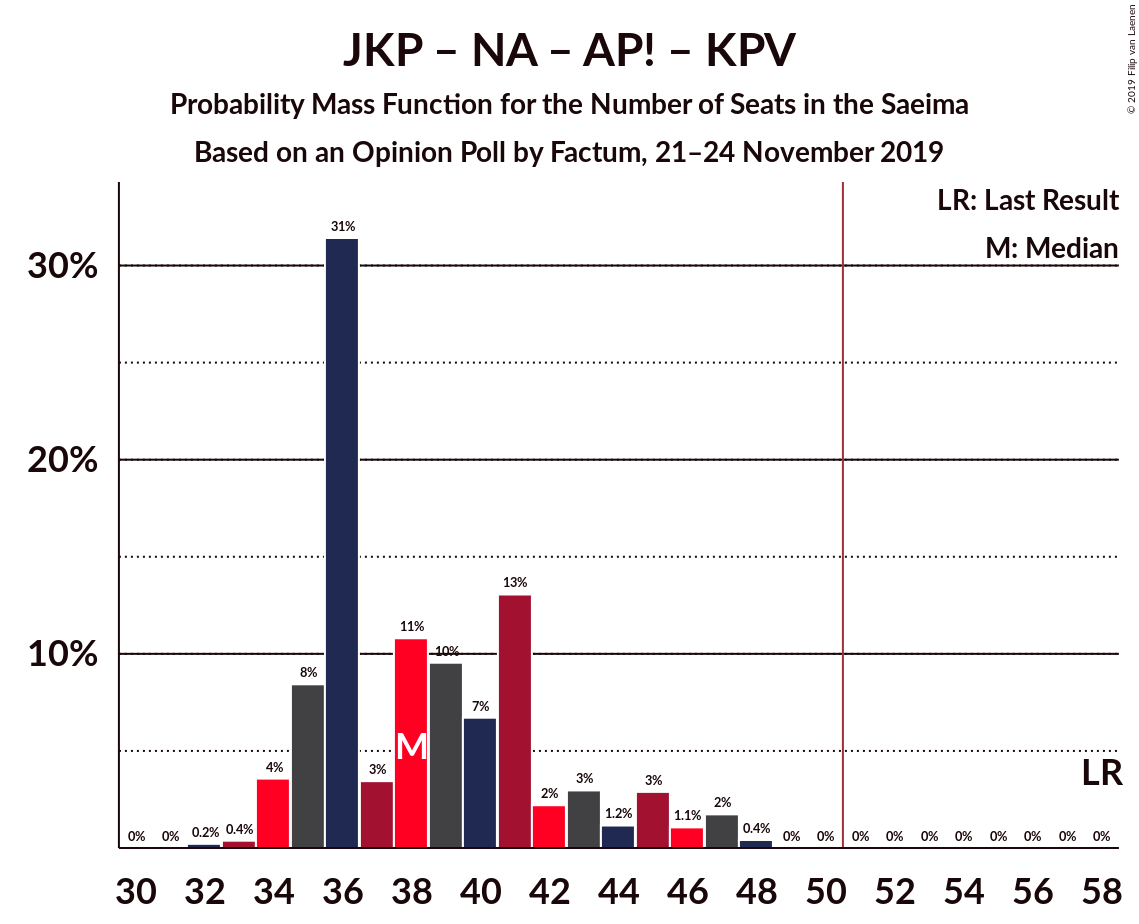 JKP – NA – AP! – KPV
Probability Mass Function for the Number of Seats in the Saeima
Based on an Opinion Poll by Factum, 21–24 November 2019
© 2019 Filip van Laenen
LR: Last Result
M: Median
30%
20%
10%
0% 0% 0.2% 0.4% 4% 8% 31% 3% 11% 10% 7% 13% 2% 3% 1.2% 3% 1.1% 2% 0.4% 0% 0% 0% 0% 0% 0% 0% 0% 0% 0%
M
LR
30 32 34 36 38 40 42 44 46 48 50 52 54 56 58